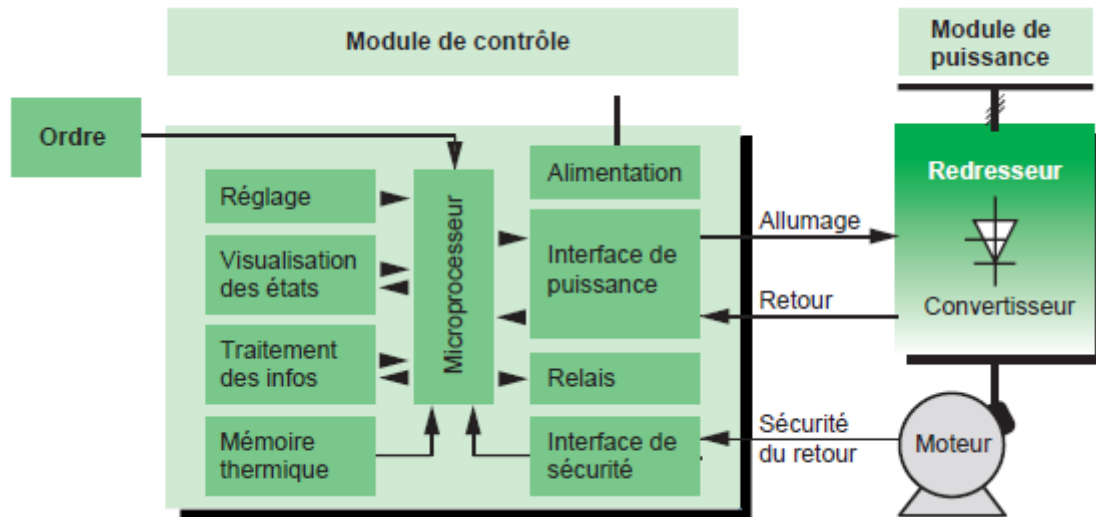 Module de contrôle
Module de
puissance
Ordre
Réglage
Visualisation
des états
Traitement
des infos
Mémoire
thermique
Microprocesseur
Alimentation
Interface de
puissance
Relais
Interface de
sécurité
Allumage
Retour
Sécurité
du retour
Redresseur
Convertisseur
Moteur